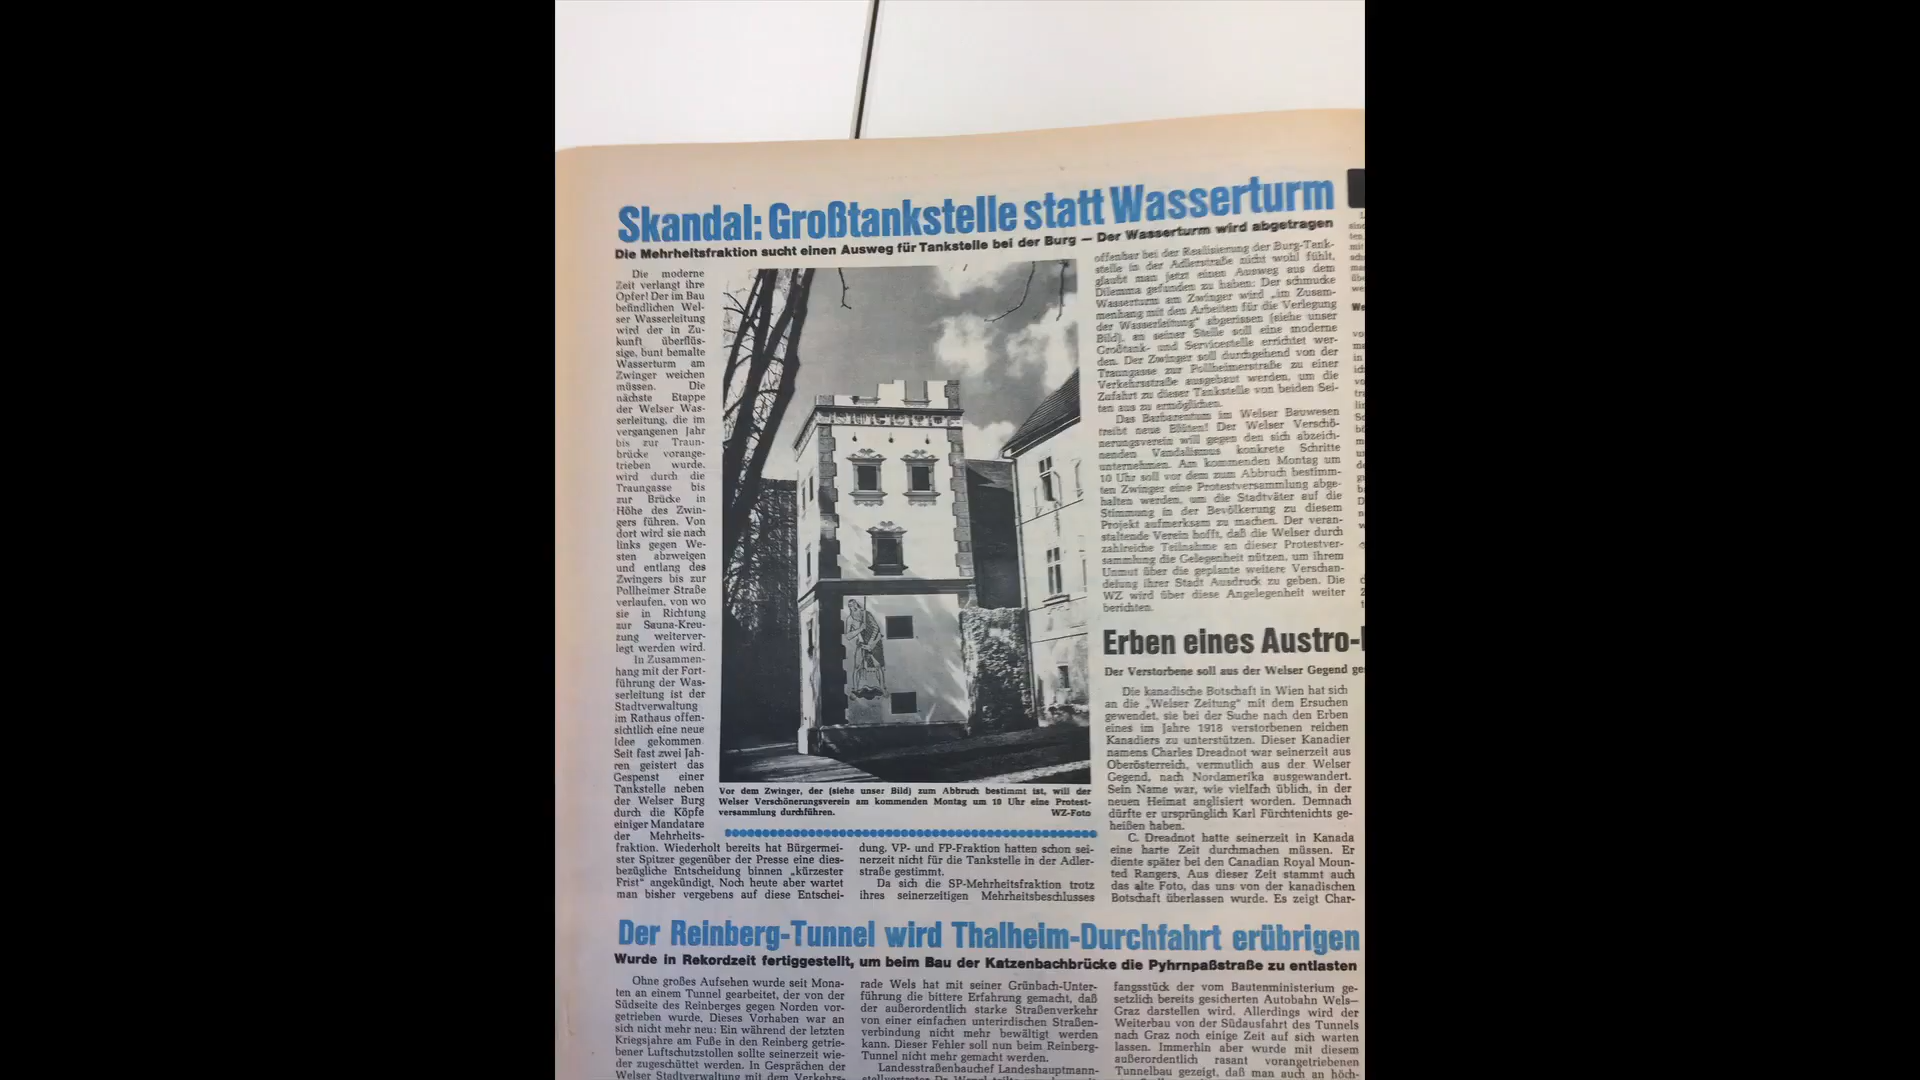 Skandal: Großtankstelle statt Wasserturm
Die Mehrheitsfraktion sucht einen Ausweg für Tankstelle bei der Burg — Der Wasserturm wird abgetragen
Die moderne
Zeit verlangt ihre
Opfer! Der im Bau
befindlichen Wel-
ser Wasserleitung
wird der in Zu-
kunft überflüs-
sige, bunt bemalte
Wasserturm am
Zwinger weichen
müssen. Die
nächste Etappe
der Welser Was-
serleitung, die im
vergangenen Jahr
bis zur Traun-
brücke vorange-
trieben wurde,
wird durch die
Traungasse bis
zur Brücke in
Höhe des Zwin-
gers führen. Von
dort wird sie nach
links gegen We-
sten abzweigen
und entlang des
Zwingers bis zur
Pollheimer Straße
verlaufen, von wo
sie in Richtung
zur Sauna-Kreu-
zung weiterver-
legt werden wird.
In Zusammen-
hang mit der Fort-
führung der Was-
serleitung ist der
Stadtverwaltung
im Rathaus offen-
sichtlich eine neue
Idee gekommen.
Seit fast zwei Jah-
ren geistert das
Gespenst einer
Tankstelle neben
der Welser Burg
durch die Köpfe
einiger Mandatare
der Mehrheits-
fraktion. Wiederholt bereits hat Bürgermei-
ster Spitzer gegenüber der Presse eine dies-
bezügliche Entscheidung binnen „kürzester
Frist" angekündigt. Noch heute aber wartet
man bisher vergebens auf diese Entschei-
Vor dem Zwinger, der (siehe unser Bild) zum Abbruch bestimmt ist, will der
Welser Verschönerungsverein am kommenden Montag um 10 Uhr eine Protest-
versammlung durchführen. WZ-Foto
dung. VP- und FP-Fraktion hatten schon sei-
nerzeit nicht für die Tankstelle in der Adler-
straße gestimmt.
Da sich die SP-Mehrheitsfraktion trotz
ihres seinerzeitigen Mehrheitsbeschlusses
offenbar bei der Realisierung der Burg-Tank-
stelle in der Adlerstraße nicht wohl fühlt,
glaubt man jetzt einen Ausweg aus dem
Dilemma gefunden zu haben: Der schmucke
Wasserturm am Zwinger wird „im Zusam-
menhang mit den Arbeiten für die Verlegung
der Wasserleitung" abgerissen (siehe unser
Bild), an seiner Stelle soll eine moderne
Großtank- und Servicestelle errichtet wer-
den. Der Zwinger soll durchgehend von der
Traungasse zur Pollheimerstraße zu einer
Verkehrsstraße ausgebaut werden, um die
Zufahrt zu dieser Tankstelle von beiden Sei-
ten aus zu ermöglichen.
Das Barbarentum im Welser Bauwesen
treibt neue Blüten! Der Welser Verschö-
nerungsverein will gegen den sich abzeich-
nenden Vandalismus konkrete Schritte
unternehmen. Am kommenden Montag um
10 Uhr soll vor dem zum Abbruch bestimm-
ten Zwinger eine Protestversammlung abge-
halten werden, um die Stadtväter auf die
Stimmung in der Bevölkerung zu diesem
Projekt aufmerksam zu machen. Der veran-
staltende Verein hofft, daß die Welser durch
zahlreiche Teilnahme an dieser Protestver-
sammlung die Gelegenheit nützen, um ihrem
Unmut über die geplante weitere Verschan-
delung ihrer Stadt Ausdruck zu geben. Die
WZ wird über diese Angelegenheit weiter
berichten.
Erben eines Austro-
Der Verstorbene soll aus der Welser Gegend ge
Die kanadische Botschaft in Wien hat sich
an die „Welser Zeitung" mit dem Ersuchen
gewendet, sie bei der Suche nach den Erben
eines im Jahre 1918 verstorbenen reichen
Kanadiers zu unterstützen. Dieser Kanadier
namens Charles Dreadnot war seinerzeit aus
Oberösterreich, vermutlich aus der Welser
Gegend, nach Nordamerika ausgewandert.
Sein Name war, wie vielfach üblich, in der
neuen Heimat anglisiert worden. Demnach
dürfte er ursprünglich Karl Fürchtenichts ge-
heißen haben.
C. Dreadnot hatte seinerzeit in Kanada
eine harte Zeit durchmachen müssen. Er
diente später bei den Canadian Royal Moun-
ted Rangers. Aus dieser Zeit stammt auch
das alte Foto, das uns von der kanadischen
Botschaft überlassen wurde. Es zeigt Char-
Der Reinberg-Tunnel wird Thalheim-Durchfahrt erübrigen
Wurde in Rekordzeit fertiggestellt, um beim Bau der Katzenbachbrücke die Pyhrnpaßstraße zu entlasten
Ohne großes Aufsehen wurde seit Mona-
ten an einem Tunnel gearbeitet, der von der
Südseite des Reinberges gegen Norden vor-
getrieben wurde. Dieses Vorhaben war an
sich nicht mehr neu: Ein während der letzten
Kriegsjahre am Fuße in den Reinberg getrie-
bener Luftschutzstollen sollte seinerzeit wie-
der zugeschüttet werden. In Gesprächen der
Welser Stadtverwaltung mit dem Verkehrs-
rade Wels hat mit seiner Grünbach-Unter-
führung die bittere Erfahrung gemacht, daß
der außerordentlich starke Straßenverkehr
von einer einfachen unterirdischen Straßen-
verbindung nicht mehr bewältigt werden
kann. Dieser Fehler soll nun beim Reinberg-
Tunnel nicht mehr gemacht werden.
Landesstraßenbauchef Landeshauptmann-
fangsstück der vom Bautenministerium ge-
setzlich bereits gesicherten Autobahn Wels—
Graz darstellen wird. Allerdings wird der
Weiterbau von der Südausfahrt des Tunnels
nach Graz noch einige Zeit auf sich warten
lassen. Immerhin aber wurde mit diesem
außerordentlich rasant vorangetriebenen
Tunnelbau gezeigt, daß man auch an höch-